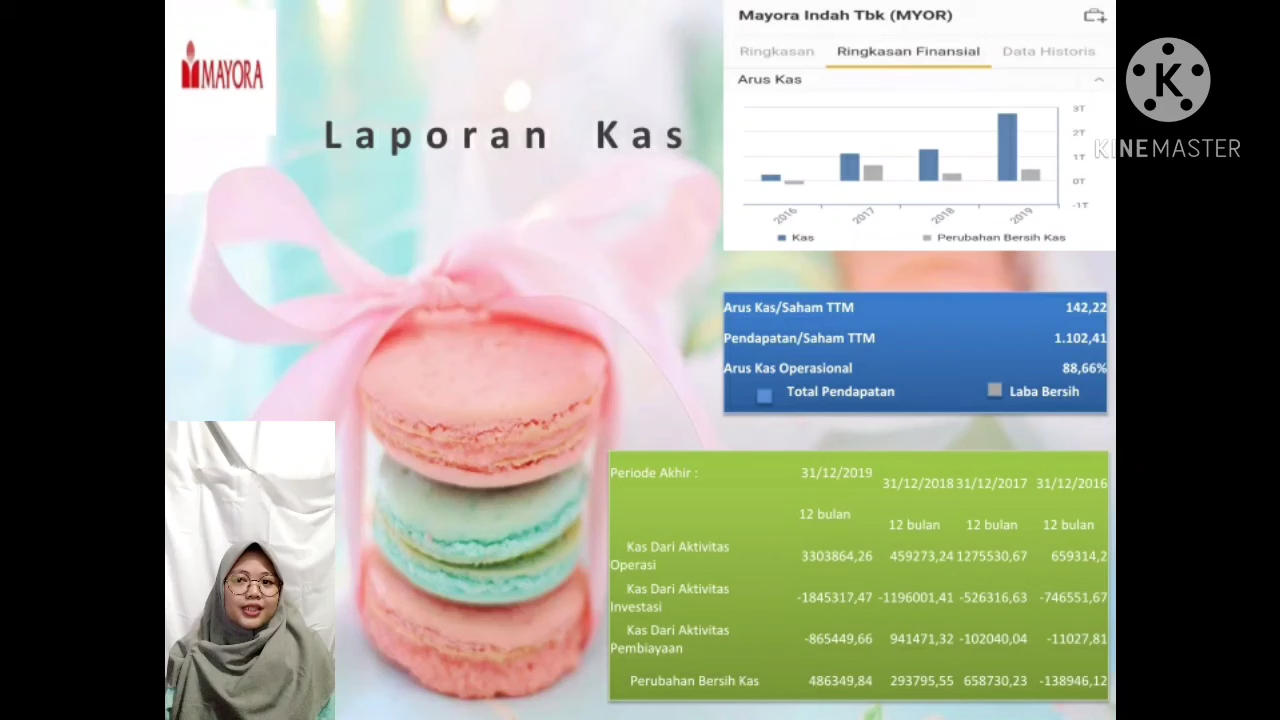 MAYORA
Laporan Kas
Mayora Indah Tbk (MYOR)
Ringkasan Ringkasan Finansial Data Historis
Arus Kas
3T
2T
1T
0T
-1T
2016 2017 2018 2019
Kas Perubahan Bersih Kas
K
KINEMASTER
Arus Kas/Saham TTM 142,22
Pendapatan/Saham TTM 1.102,41
Arus Kas Operasional 88,66%
Total Pendapatan Laba Bersih
Periode Akhir : 31/12/2019 31/12/2018 31/12/2017 31/12/2016
12 bulan 12 bulan 12 bulan 12 bulan
Kas Dari Aktivitas
Operasi 3303864,26 459273,24 1275530,67 659314,2
Kas Dari Aktivitas
Investasi -1845317,47 -1196001,41 -526316,63 -746551,67
Kas Dari Aktivitas
Pembiayaan -865449,66 941471,32 -102040,04 -11027,81
Perubahan Bersih Kas 486349,84 293795,55 658730,23 -138946,12